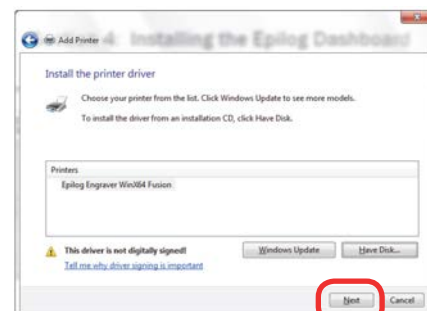 Add Printer
4: Installing the Epilog Dashboard
Install the printer driver
Choose your printer from the list. Click Windows Update to see more models.
To install the driver from an installation CD, click Have Disk.
Printers
Epilog Engraver WinX64 Fusion
This driver is not digitally signed!
Tell me why driver signing is important
Windows Update
Have Disk...
Next
Cancel